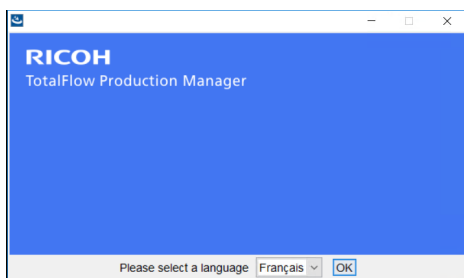 RICOH
TotalFlow Production Manager
Please select a language Français OK